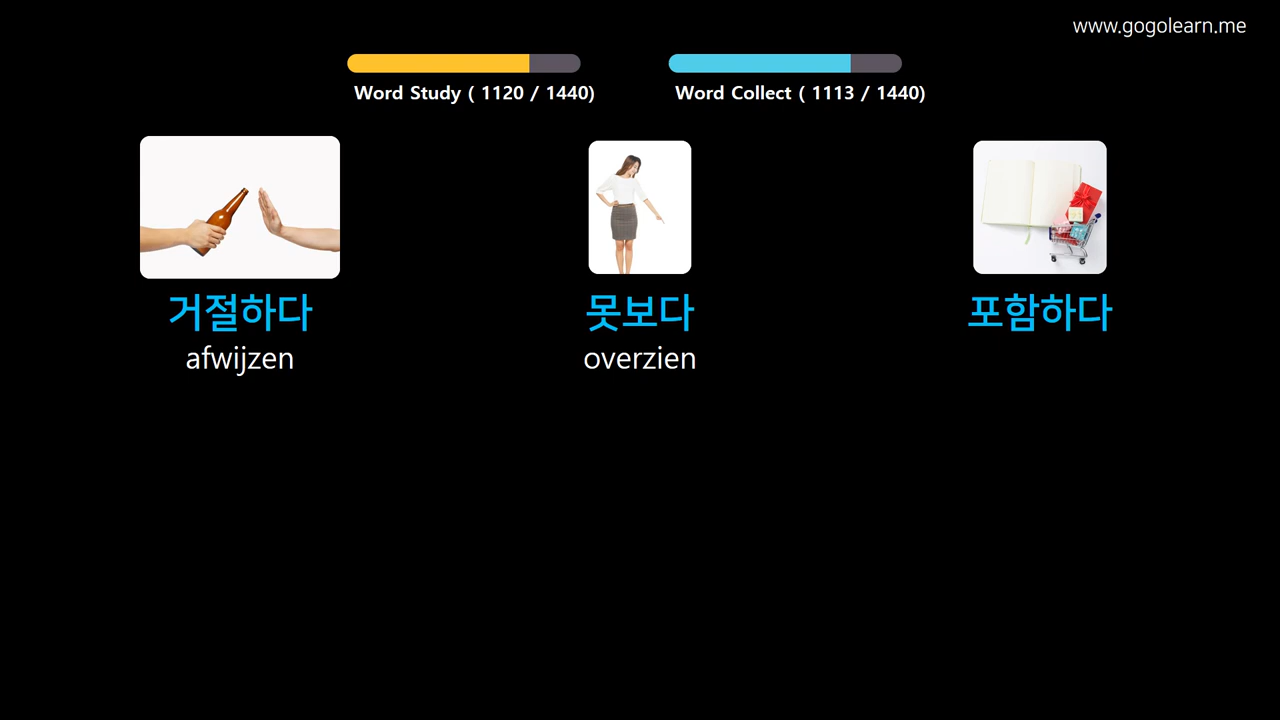 www.gogolearn.me
Word Study ( 1120 / 1440)
Word Collect ( 1113 / 1440)
거절하다
afwijzen
못보다
overzien
포함하다